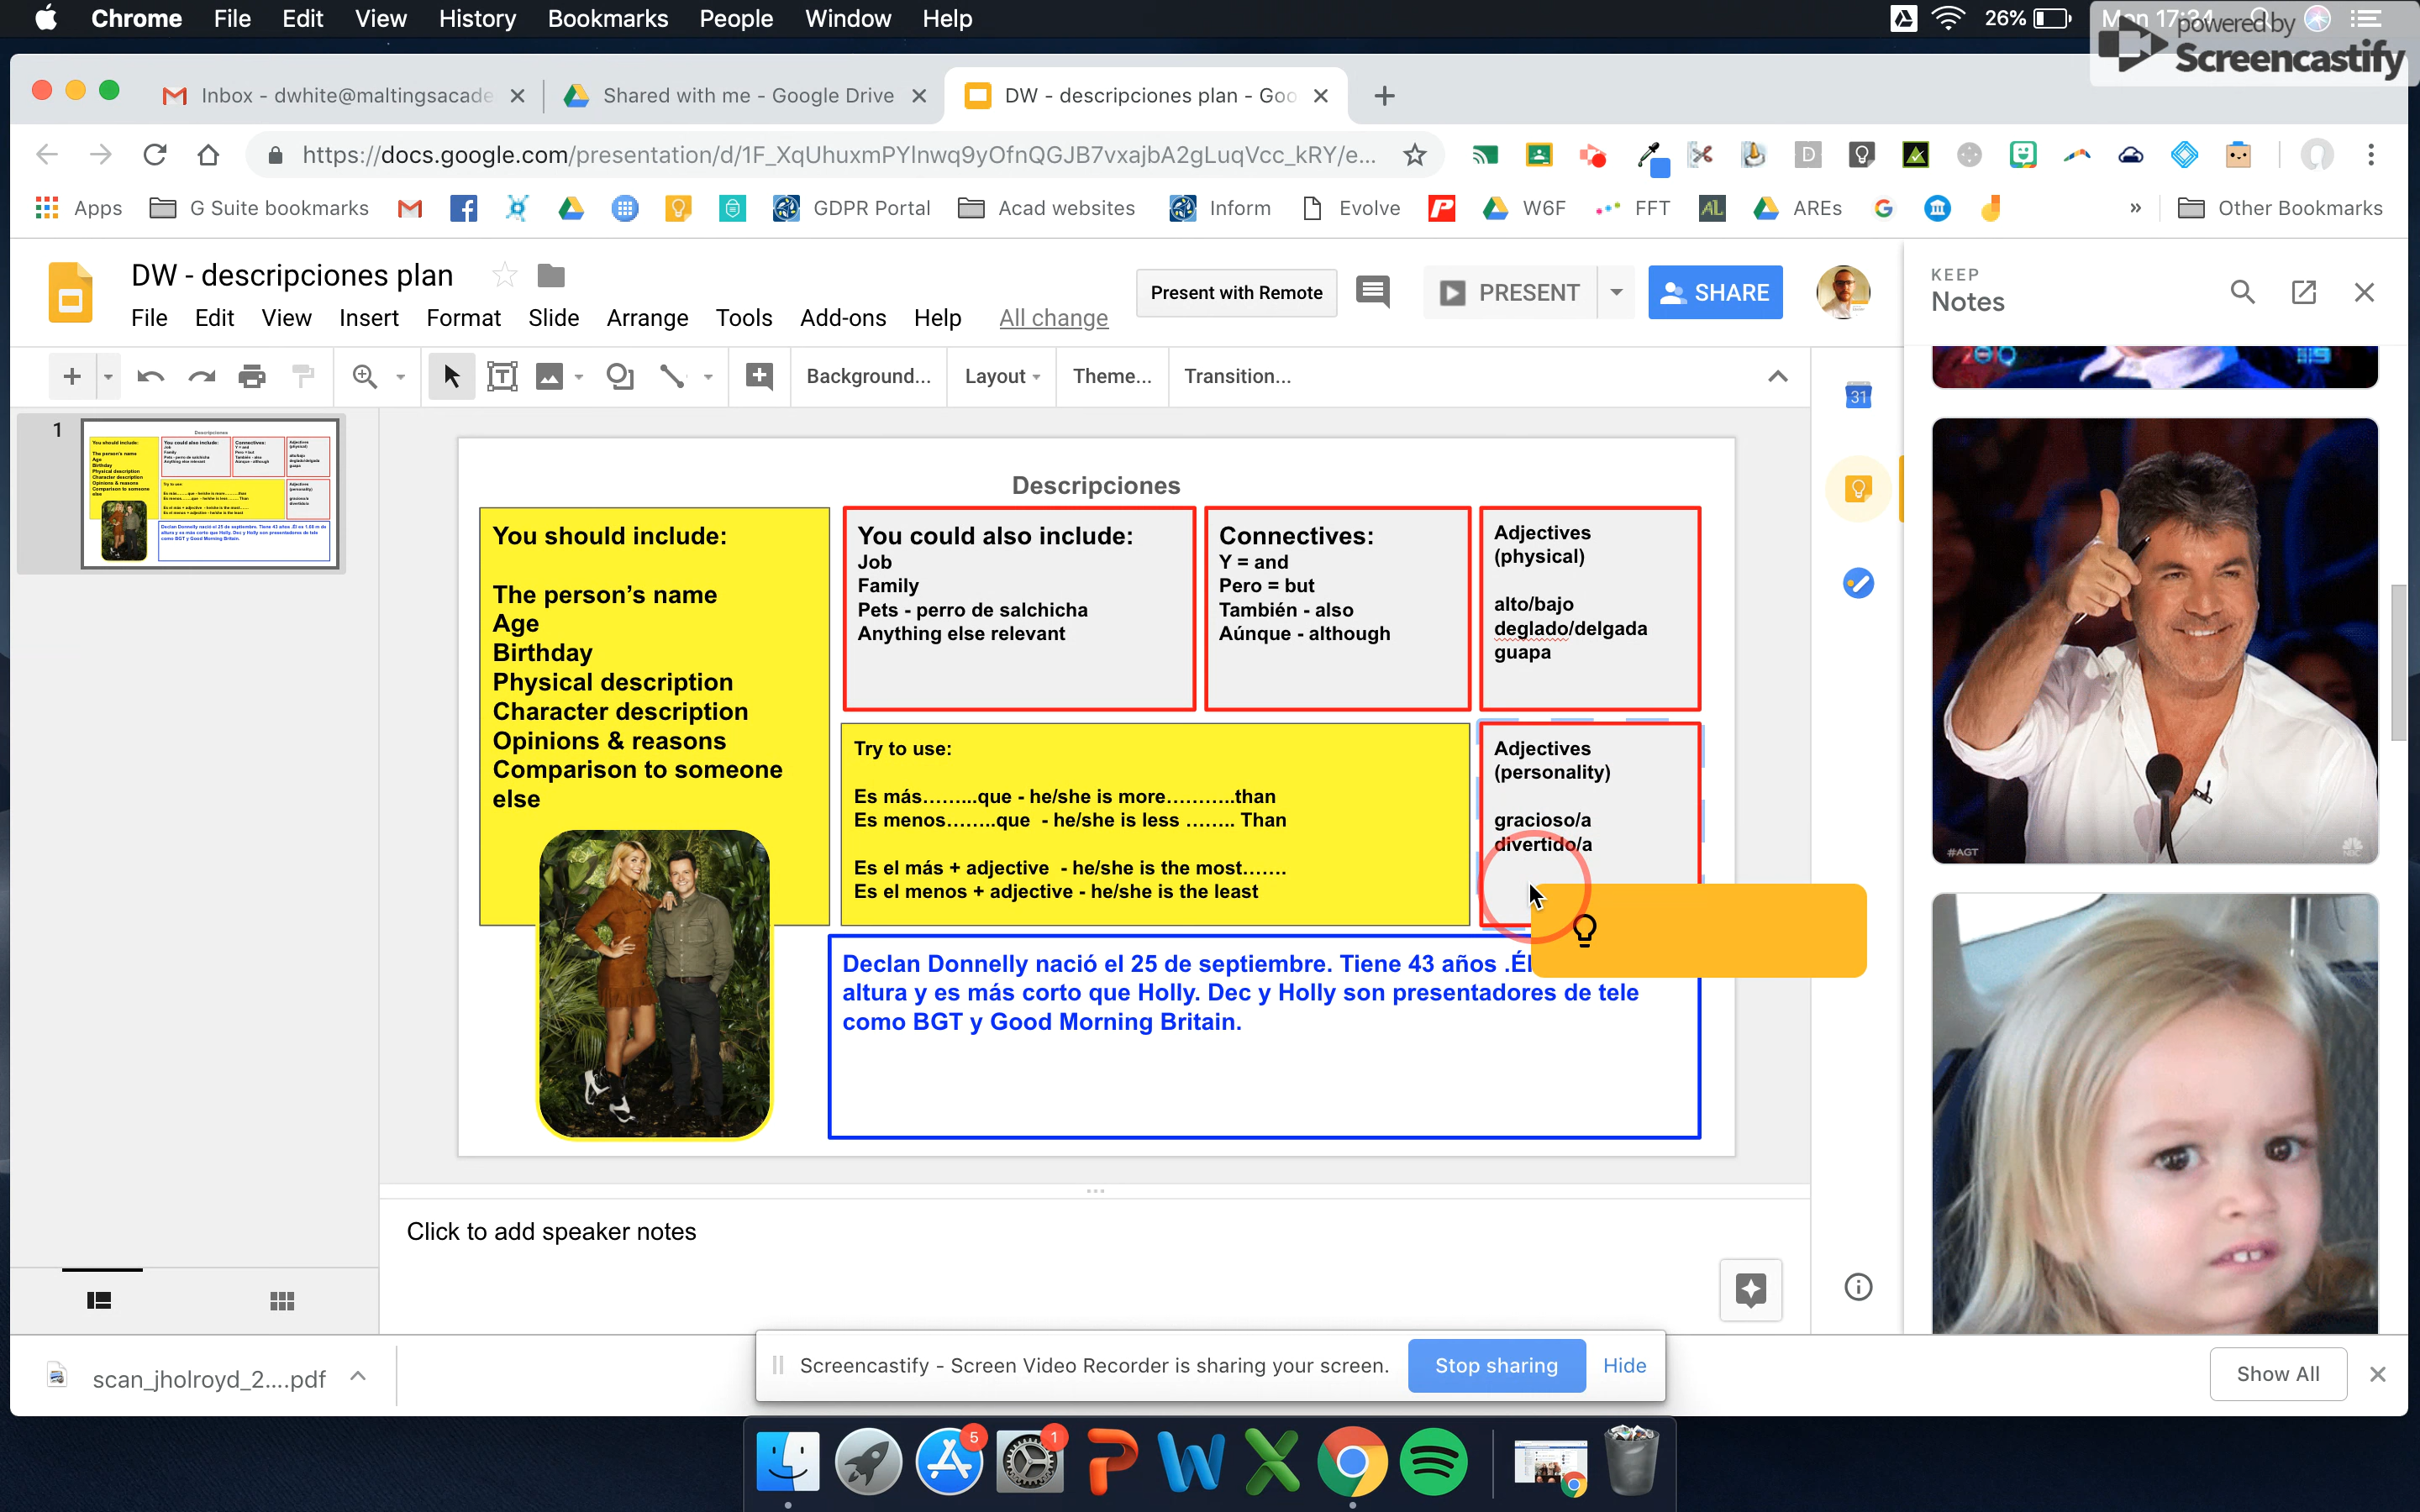 Chrome File Edit View History Bookmarks People Window Help
26%
powered by
Screencastify
Inbox - dwhite@maltingsacade
Shared with me - Google Drive
DW - descripciones plan - Goo
https://docs.google.com/presentation/d/1F_XqUhuxmPYlnwq9yOfnQGJB7vxajbA2gLuqVcc_kRY/e...
Apps
G Suite bookmarks
GDPR Portal
Acad websites
Inform
Evolve
W6F
FFT
AREs
Other Bookmarks
DW - descripciones plan
File Edit View Insert Format Slide Arrange Tools Add-ons Help All change
Present with Remote
PRESENT
SHARE
KEEP
Notes
Background...
Layout
Theme...
Transition...
31
1
Descripciones
You should include:
The person's name
Age
Birthday
Physical description
Character description
Opinions & reasons
Comparison to someone
else
You could also include:
Job
Family
Pets - perro de salchicha
Anything else relevant
Connectives:
Y = and
Pero = but
También - also
Aúnque - although
Adjectives
(physical)
alto/bajo
deglado/delgada
guapa
Try to use:
Es más……...que - he/she is more………..than
Es menos……..que - he/she is less …….. Than
Es el más + adjective - he/she is the most…….
Es el menos + adjective - he/she is the least
Adjectives
(personality)
gracioso/a
divertido/a
Declan Donnelly nació el 25 de septiembre. Tiene 43 años .Él
altura y es más corto que Holly. Dec y Holly son presentadores de tele
como BGT y Good Morning Britain.
#AGT
NBC
Click to add speaker notes
Screencastify - Screen Video Recorder is sharing your screen.
Stop sharing
Hide
scan_jholroyd_2....pdf
Show All
5
1